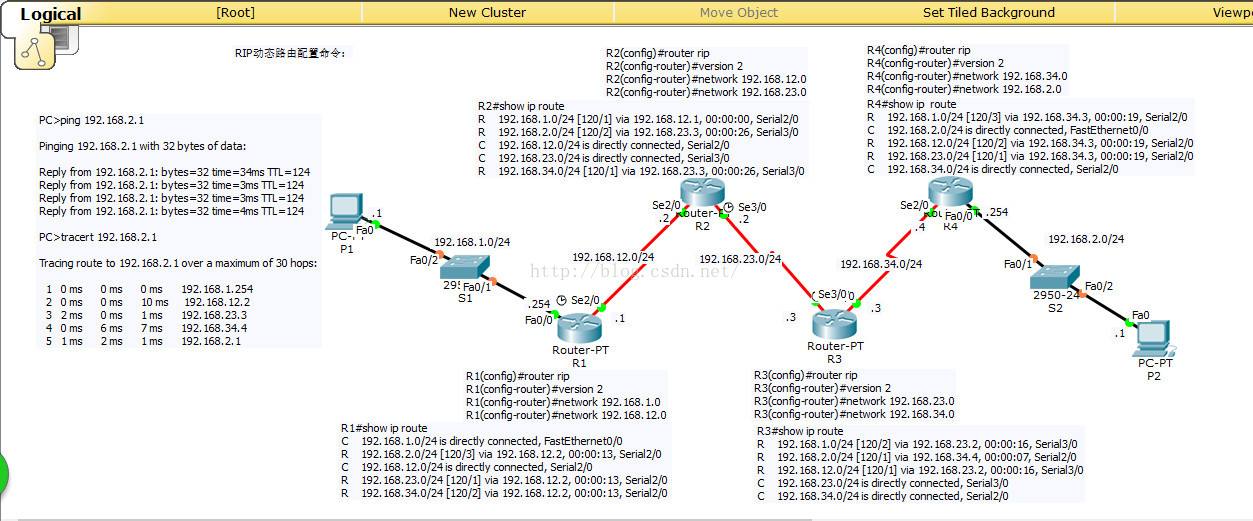 Logical
[Root]
New Cluster
Move Object
Set Tiled Background
Viewp
RIP动态路由配置命令:
R2(config)#router rip
R2(config-router)#version 2
R2(config-router)#network 192.168.12.0
R2(config-router)#network 192.168.23.0
R4(config)#router rip
R4(config-router)#version 2
R4(config-router)#network 192.168.34.0
R4(config-router)#network 192.168.2.0
R2#show ip route
R 192.168.1.0/24 [120/1] via 192.168.12.1, 00:00:00, Serial2/0
R 192.168.2.0/24 [120/2] via 192.168.23.3, 00:00:26, Serial3/0
C 192.168.12.0/24 is directly connected, Serial2/0
C 192.168.23.0/24 is directly connected, Serial3/0
R 192.168.34.0/24 [120/1] via 192.168.23.3, 00:00:26, Serial3/0
R4#show ip  route
R 192.168.1.0/24 [120/3] via 192.168.34.3, 00:00:19, Serial2/0
C 192.168.2.0/24 is directly connected, FastEthernet0/0
R 192.168.12.0/24 [120/2] via 192.168.34.3, 00:00:19, Serial2/0
R 192.168.23.0/24 [120/1] via 192.168.34.3, 00:00:19, Serial2/0
C 192.168.34.0/24 is directly connected, Serial2/0
PC>ping 192.168.2.1
Pinging 192.168.2.1 with 32 bytes of data:
Reply from 192.168.2.1: bytes=32 time=34ms TTL=124
Reply from 192.168.2.1: bytes=32 time=3ms TTL=124
Reply from 192.168.2.1: bytes=32 time=3ms TTL=124
Reply from 192.168.2.1: bytes=32 time=4ms TTL=124
PC>tracert 192.168.2.1
Tracing route to 192.168.2.1 over a maximum of 30 hops:
1 0 ms 0 ms 0 ms 192.168.1.254
2 0 ms 0 ms 10 ms 192.168.12.2
3 2 ms 0 ms 1 ms 192.168.23.3
4 0 ms 6 ms 7 ms 192.168.34.4
5 1 ms 2 ms 1 ms 192.168.2.1
.1
Fa0
P1
192.168.1.0/24
Fa0/2
Fa0/1
S1
.254
Se2/0
Fa0/0
.1
Router-PT
R1
192.168.12.0/24
Se2/0
.2
Se3/0
.2
R2
192.168.23.0/24
http://blog.csdn.net/
Se3/0
.3
.3
Router-PT
R3
192.168.34.0/24
Se2/0
.4
Fa0/0
.254
R4
192.168.2.0/24
Fa0/1
2950-24
S2
Fa0/2
Fa0
.1
PC-PT
P2
R1(config)#router rip
R1(config-router)#version 2
R1(config-router)#network 192.168.1.0
R1(config-router)#network 192.168.12.0
R1#show ip route
C 192.168.1.0/24 is directly connected, FastEthernet0/0
R 192.168.2.0/24 [120/3] via 192.168.12.2, 00:00:13, Serial2/0
C 192.168.12.0/24 is directly connected, Serial2/0
R 192.168.23.0/24 [120/1] via 192.168.12.2, 00:00:13, Serial2/0
R 192.168.34.0/24 [120/2] via 192.168.12.2, 00:00:13, Serial2/0
R3(config)#router rip
R3(config-router)#version 2
R3(config-router)#network 192.168.23.0
R3(config-router)#network 192.168.34.0
R3#show ip route
R 192.168.1.0/24 [120/2] via 192.168.23.2, 00:00:16, Serial3/0
R 192.168.2.0/24 [120/1] via 192.168.34.4, 00:00:07, Serial2/0
R 192.168.12.0/24 [120/1] via 192.168.23.2, 00:00:16, Serial3/0
C 192.168.23.0/24 is directly connected, Serial3/0
C 192.168.34.0/24 is directly connected, Serial2/0